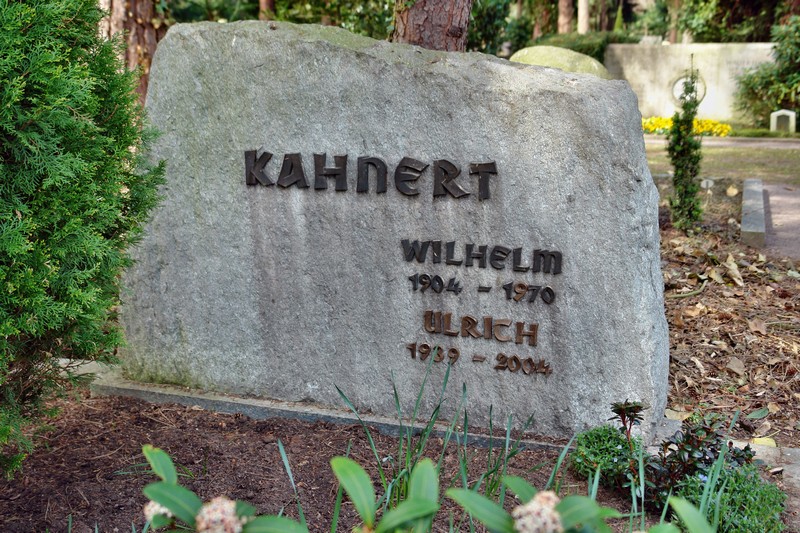 KAHNERT
WILHELM
1904 - 1970
ULRICH
1939 - 2004